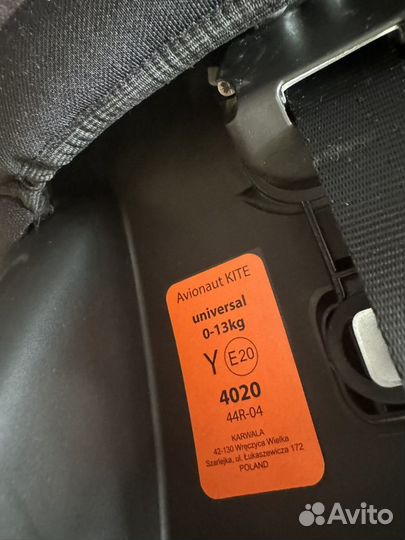 Avionaut KITE
universal
0-13kg
Y E20
4020
44R-04
KARWALA
42-130 Wręczyca Wielka
Szarlejka, ul. Łukaszewicza 172
POLAND
Avito